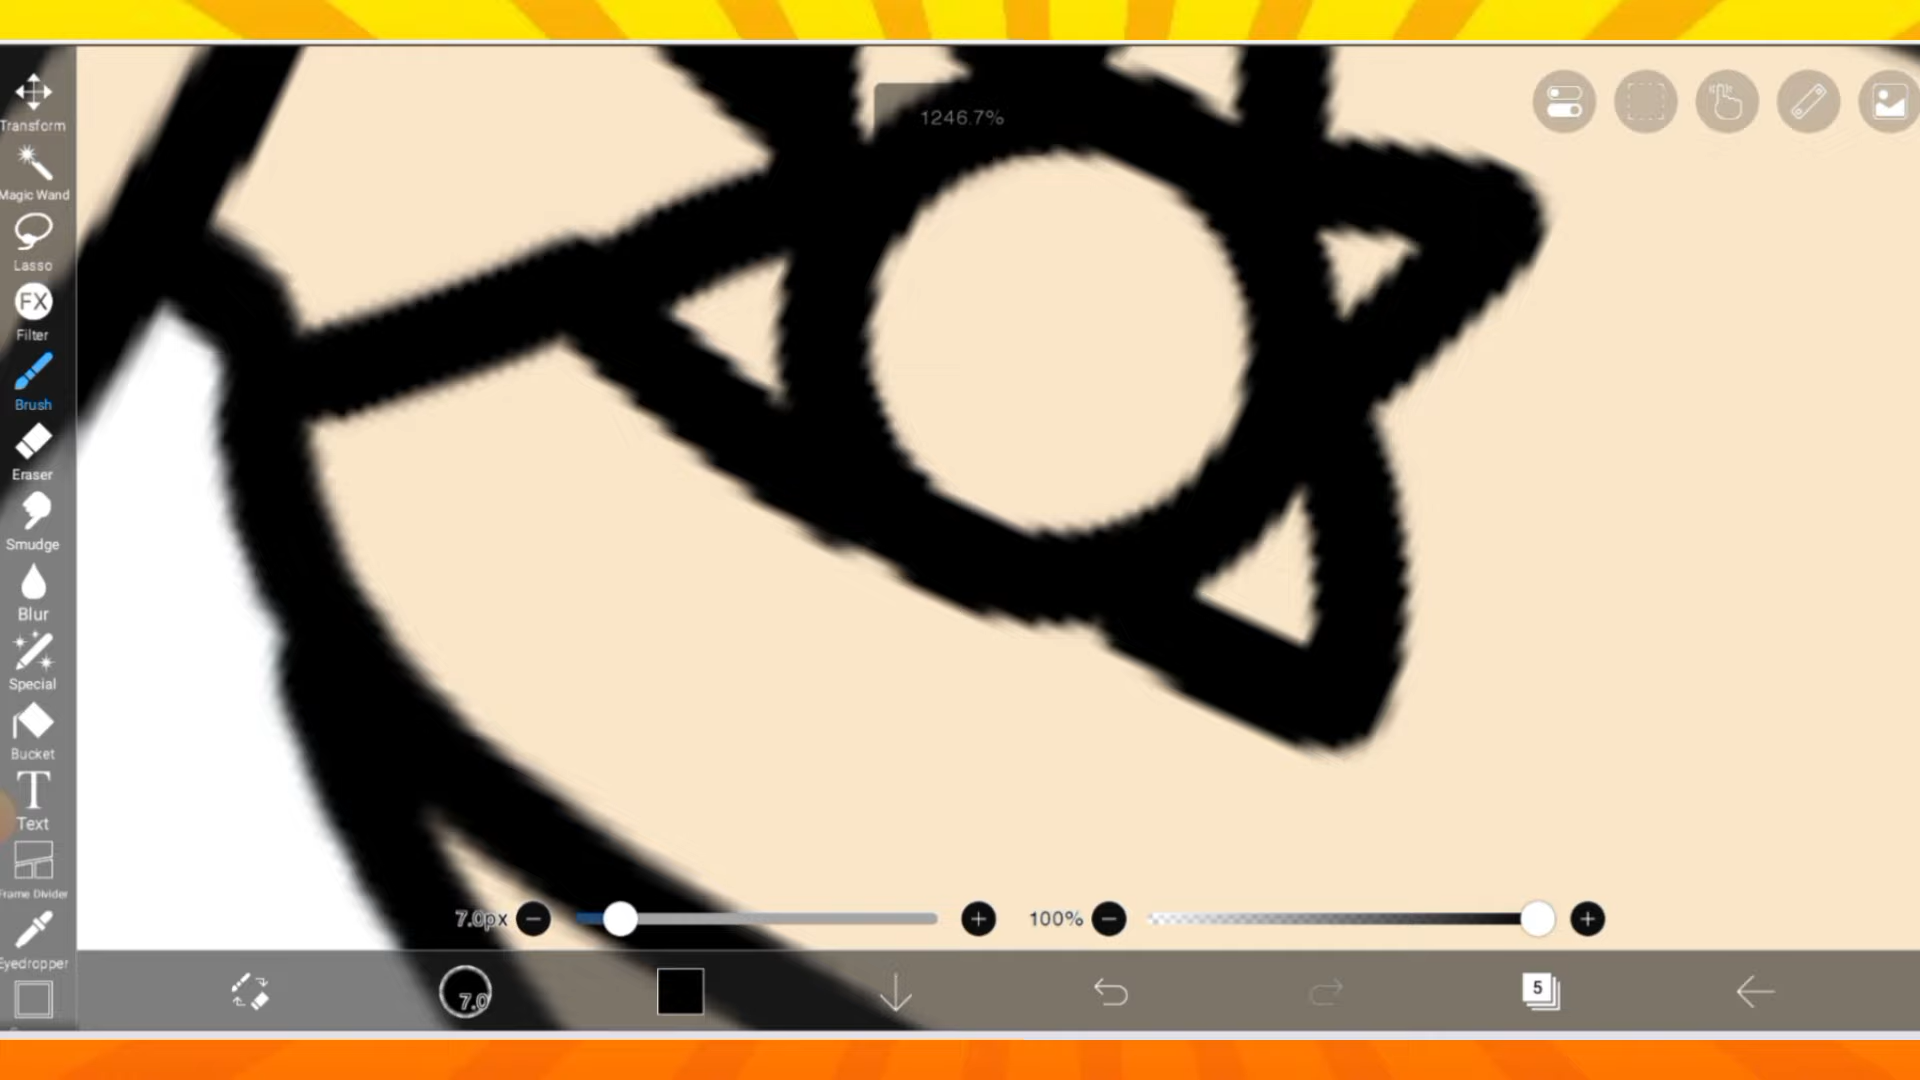 1246.7%
Transform
Magic Wand
Lasso
FX
Filter
Brush
Eraser
Smudge
Blur
Special
Bucket
T
Text
Frame Divider
Eyedropper
7.0px
100%
7.0
5